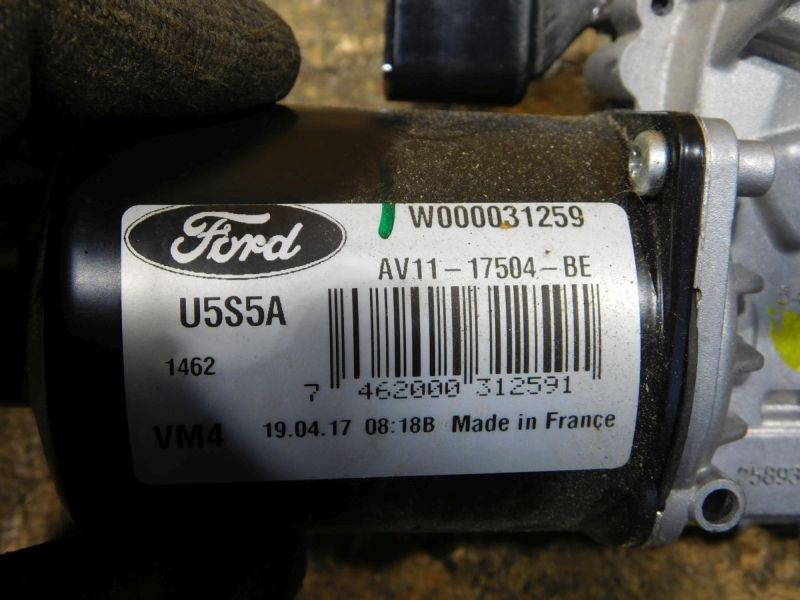 Ford
W000031259
AV11-17504-BE
U5S5A
1462
7 462000 312591
VM4 19.04.17 08:18B Made in France